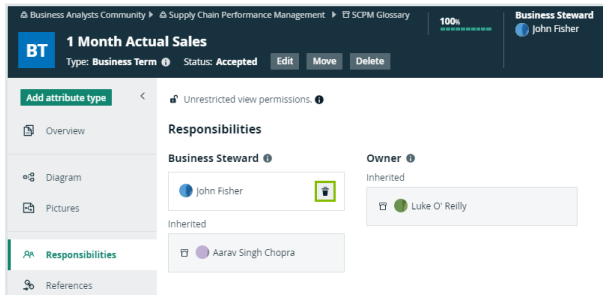 Business Analysts Community Supply Chain Performance Management SCPM Glossary
100%
Business Steward
John Fisher
BT
1 Month Actual Sales
Type: Business Term Status: Accepted Edit Move Delete
Add attribute type
Overview
Diagram
Pictures
Responsibilities
References
Unrestricted view permissions.
Responsibilities
Business Steward
John Fisher
Inherited
Aarav Singh Chopra
Owner
Inherited
Luke O' Reilly